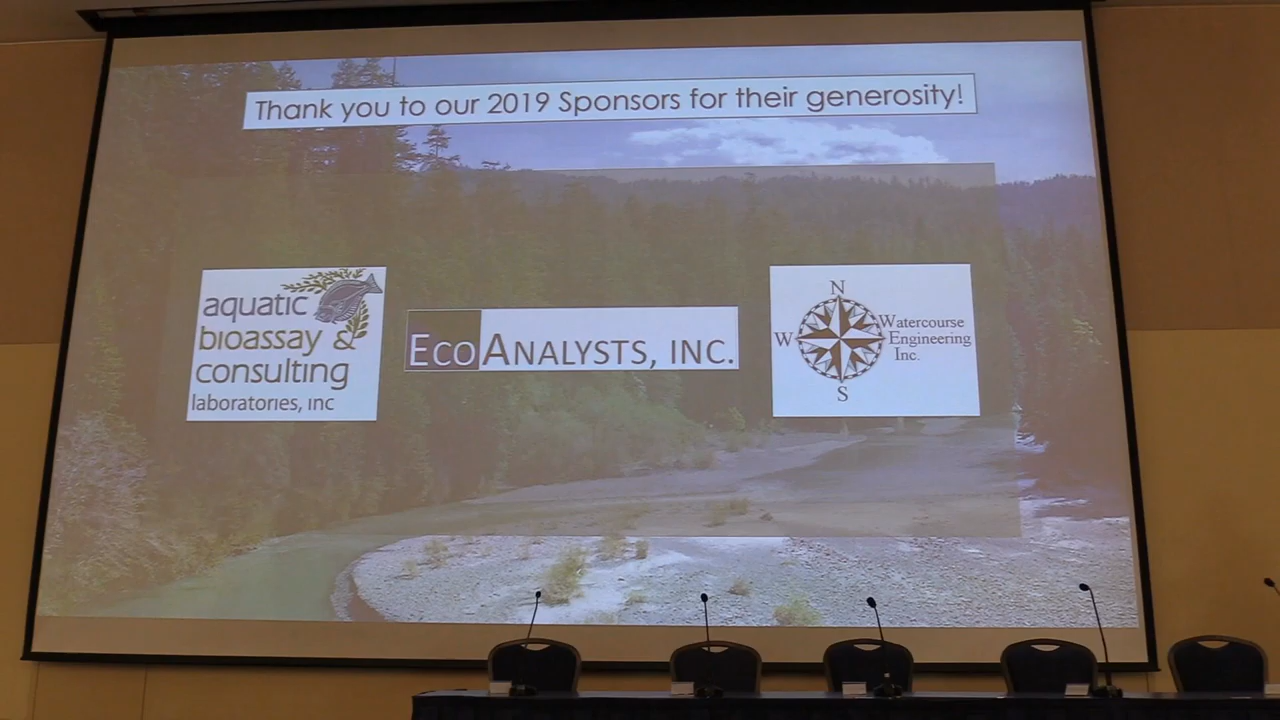 Thank you to our 2019 Sponsors for their generosity!
aquatic
bioassay &
consulting
laboratories, inc
ECOANALYSTS, INC.
N
W
S
Watercourse
Engineering
Inc.